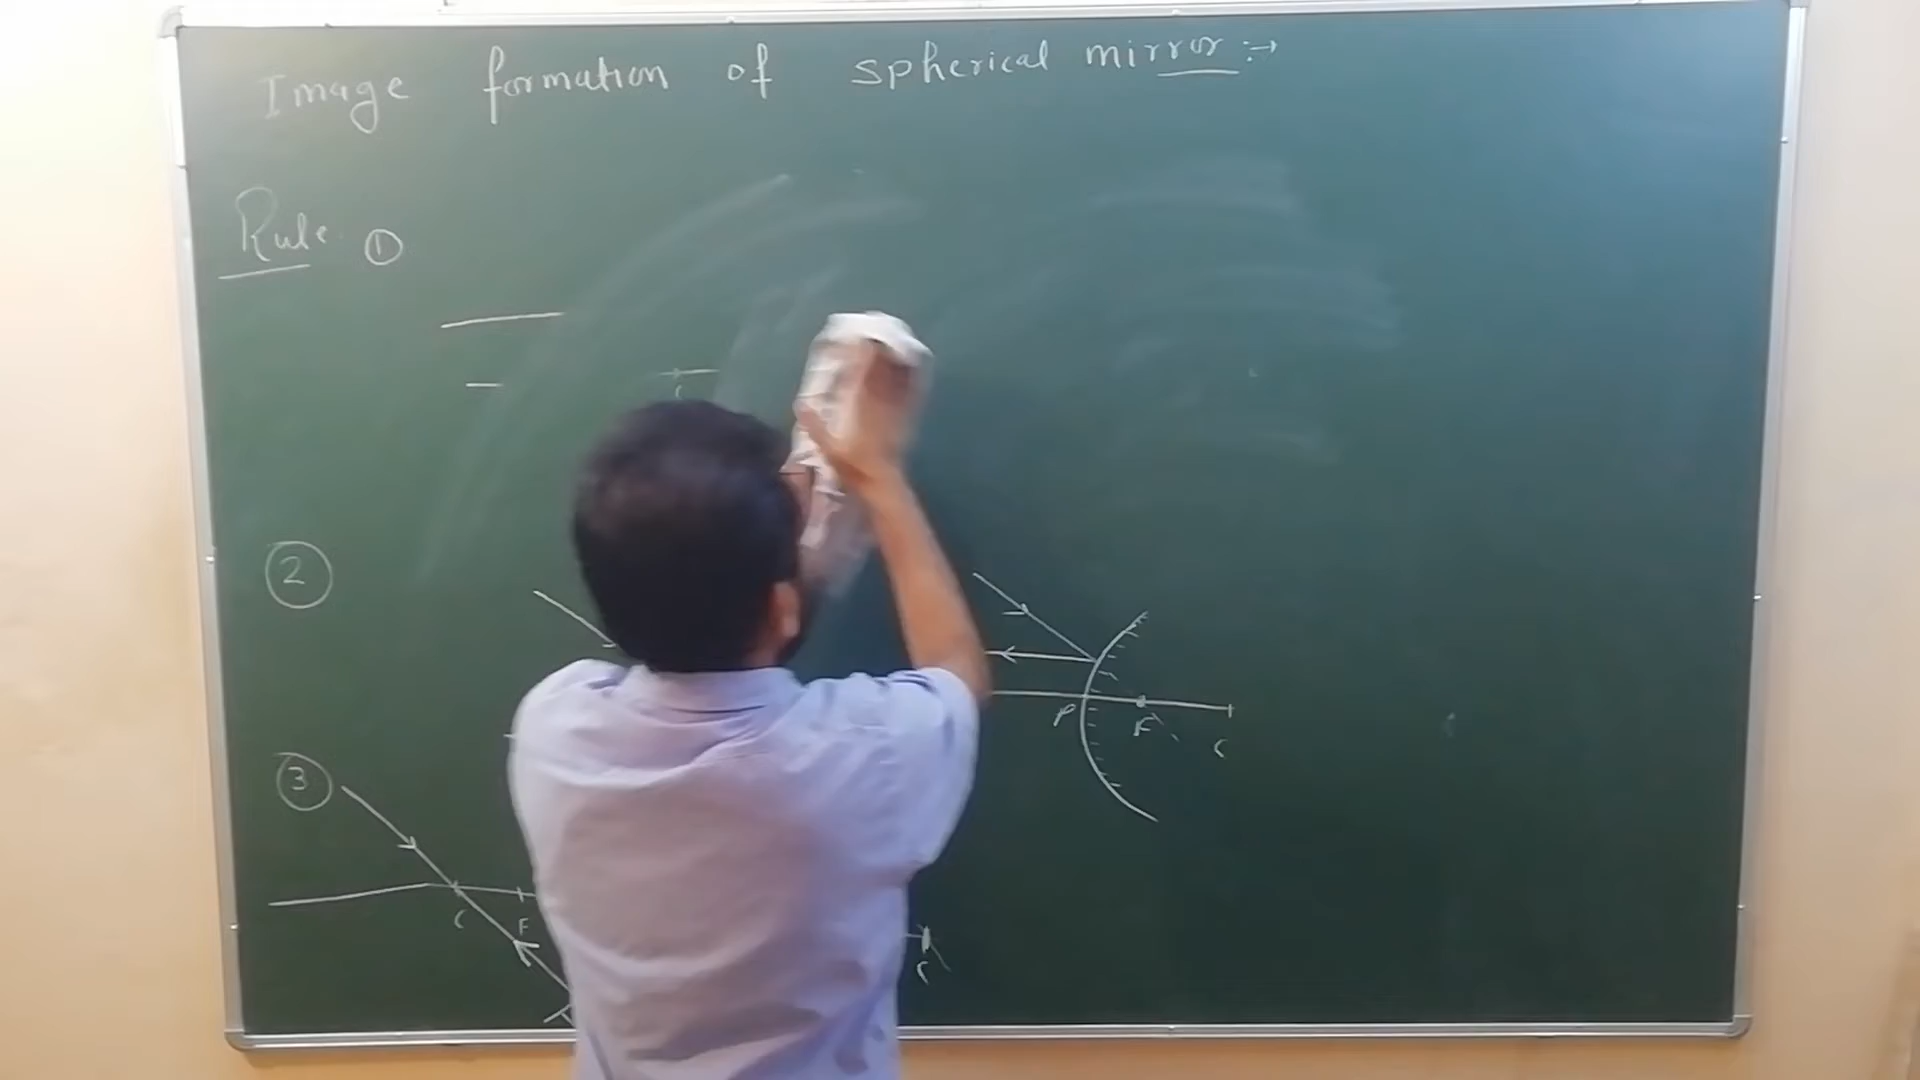 Image formation of spherical mirror :→
Rule ①
②
P F C
③
C F
C